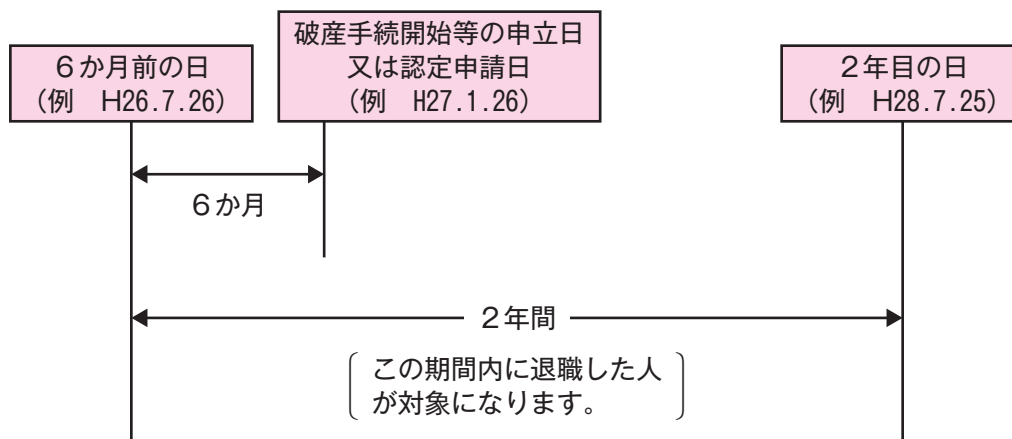 6か月前の日
（例　H26.7.26）
破産手続開始等の申立日
又は認定申請日
（例　H27.1.26）
2年目の日
（例　H28.7.25）
6か月
2年間
この期間内に退職した人
が対象になります。